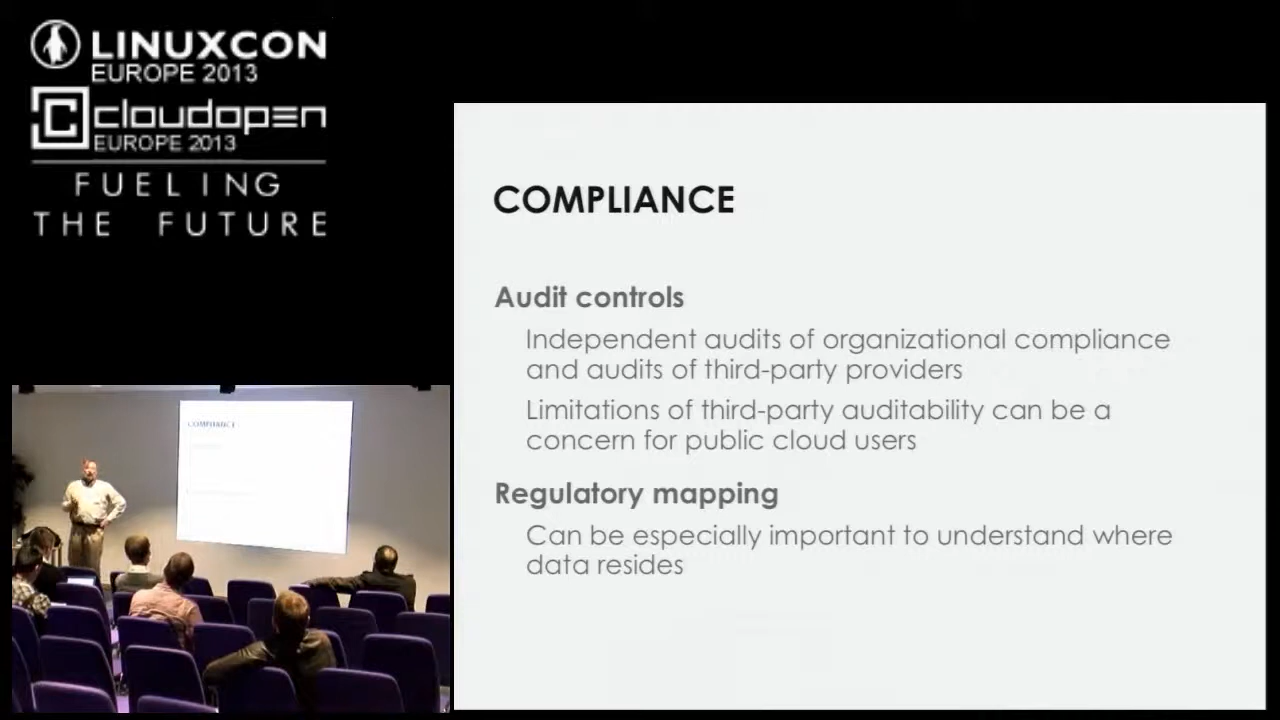 LINUXCON
EUROPE 2013
cloudopen
EUROPE 2013
FUELING
THE FUTURE
COMPLIANCE
Audit controls
Independent audits of organizational compliance
and audits of third-party providers
Limitations of third-party auditability can be a
concern for public cloud users
Regulatory mapping
Can be especially important to understand where
data resides
COMPLIANCE